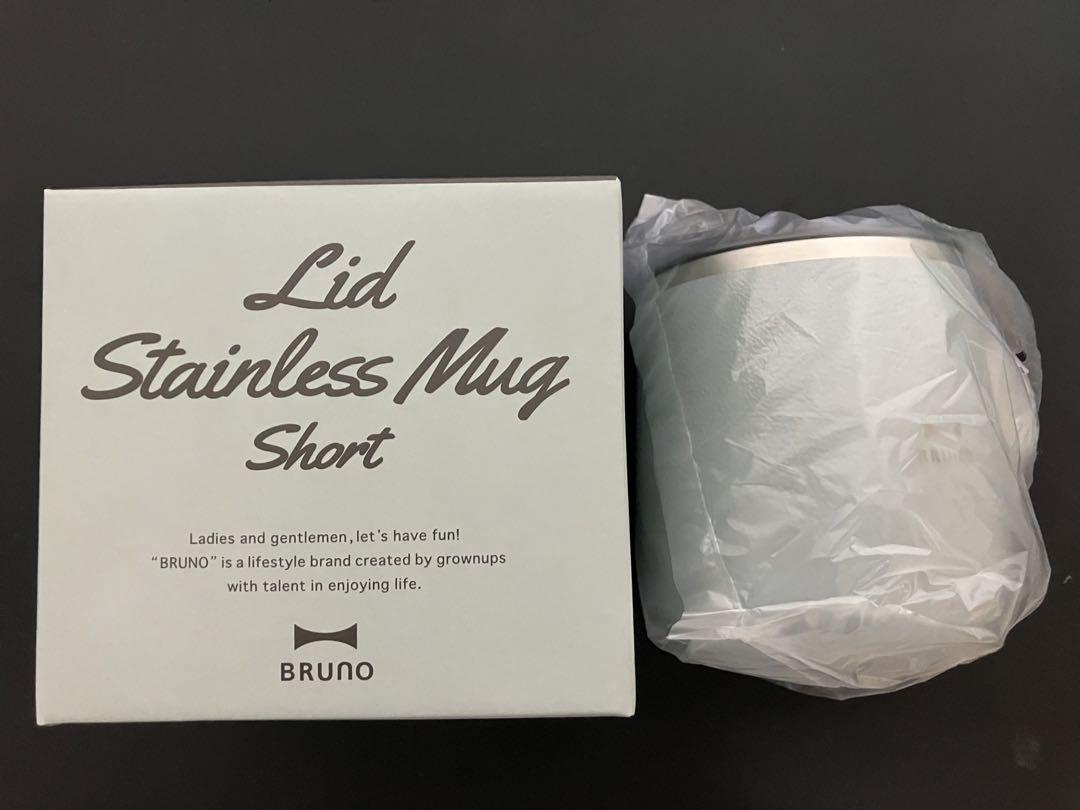 Lid
Stainless Mug
Short
Ladies and gentlemen, let's have fun!
“BRUNO” is a lifestyle brand created by grownups
with talent in enjoying life.
BRUNO